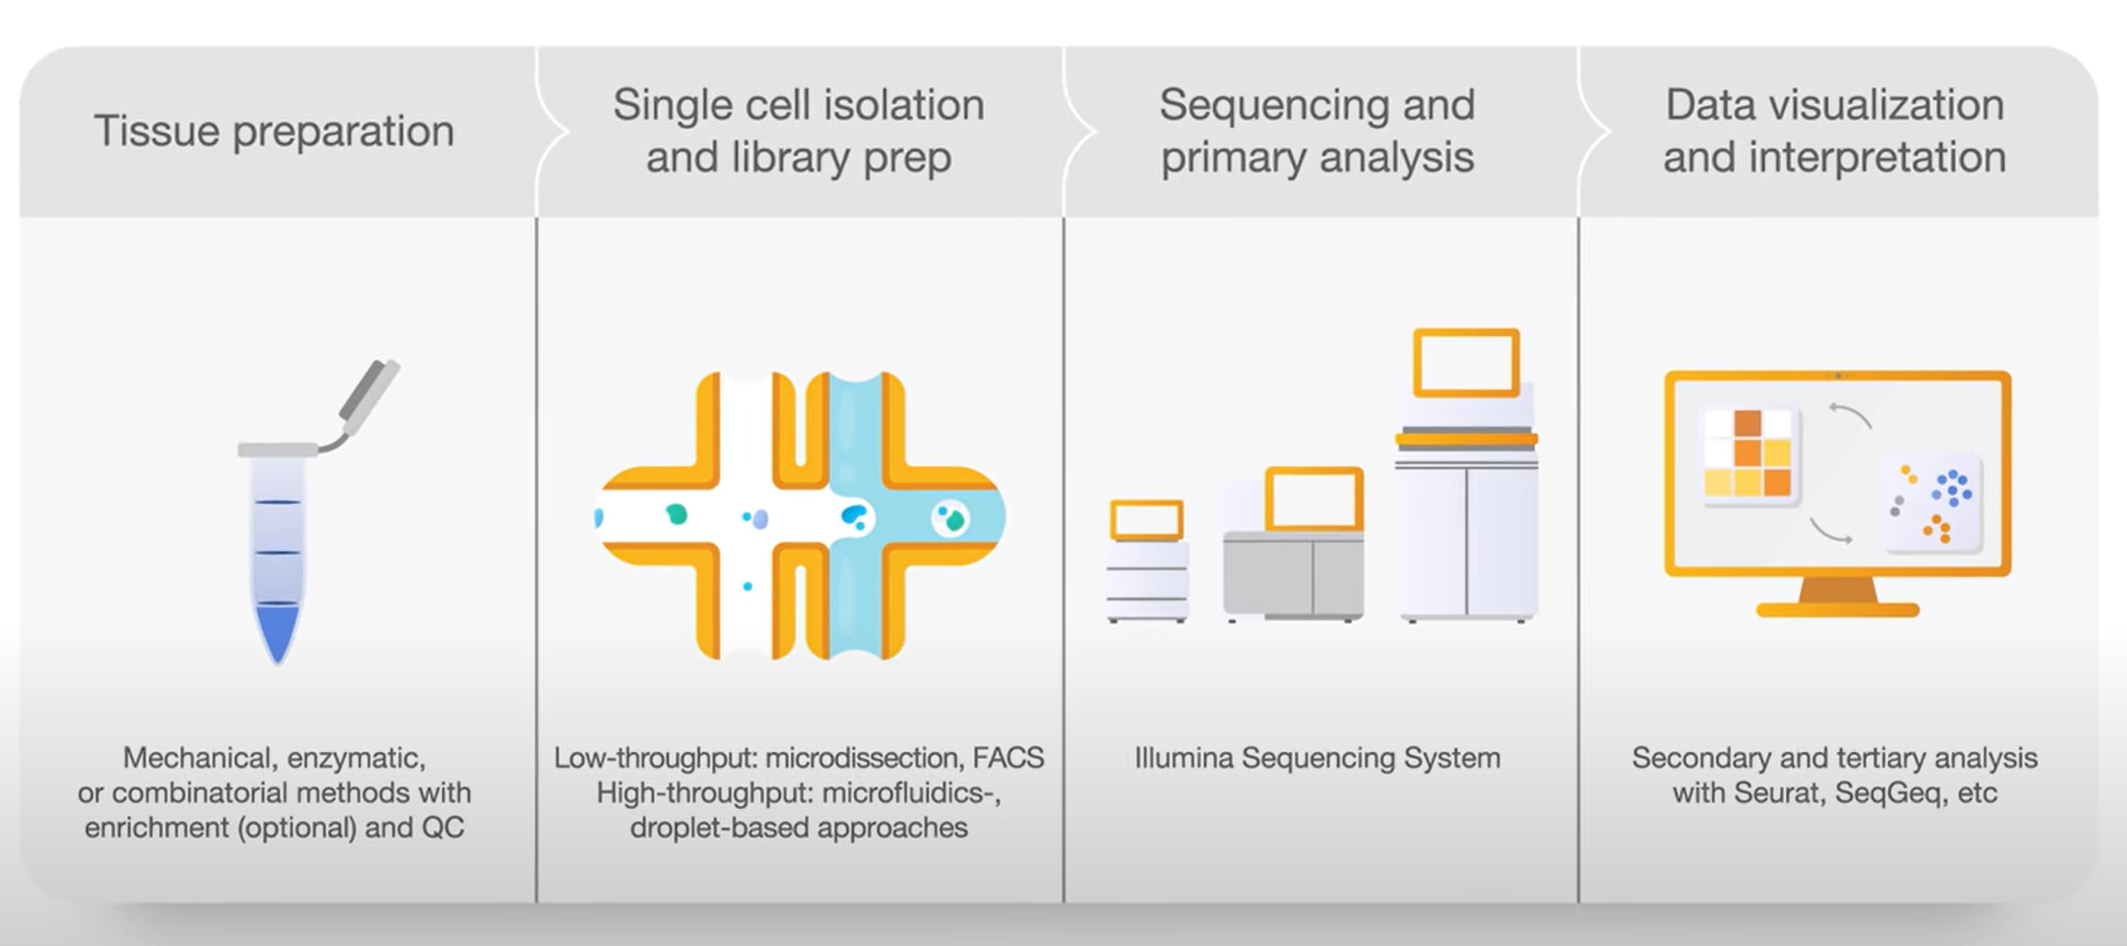 Tissue preparation
Single cell isolation
and library prep
Sequencing and
primary analysis
Data visualization
and interpretation
Mechanical, enzymatic,
or combinatorial methods with
enrichment (optional) and QC
Low-throughput: microdissection, FACS
High-throughput: microfluidics-,
droplet-based approaches
Illumina Sequencing System
Secondary and tertiary analysis
with Seurat, SeqGeq, etc